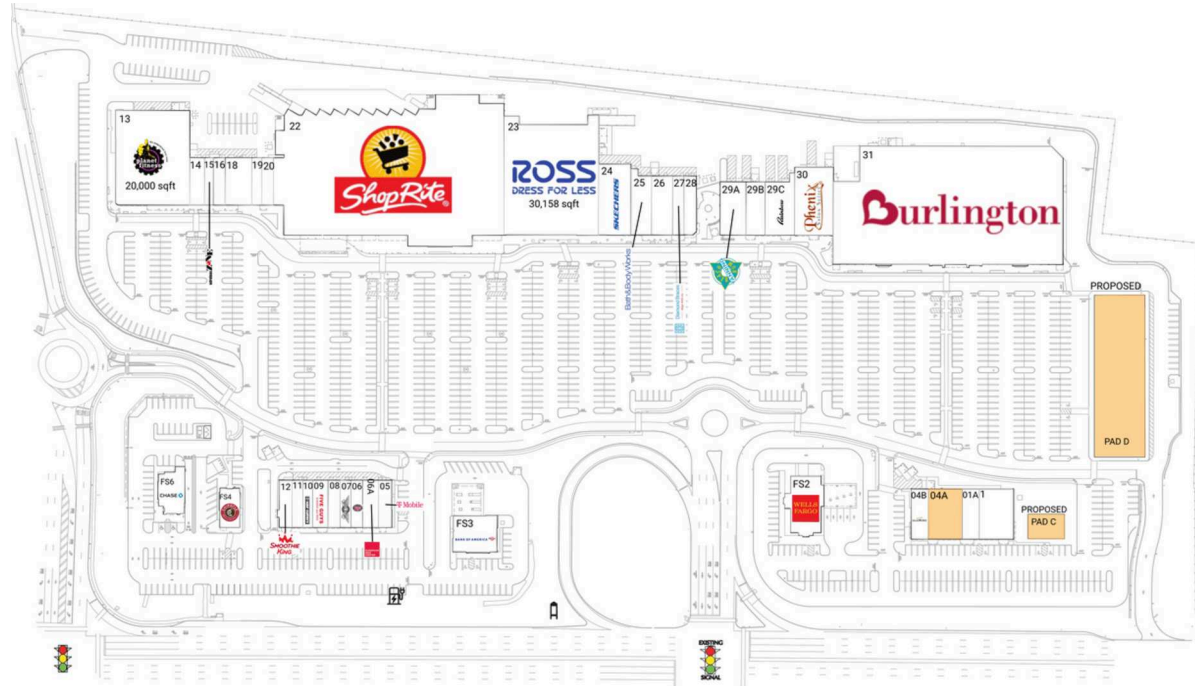 13
planet fitness
20,000 sqft
14
15
16
18
19
20
22
ShopRite
23
ROSS
DRESS FOR LESS
30,158 sqft
24
SKECHERS
25
26
27
28
29A
29B
29C
Rainbow
30
Phenix
31
Burlington
Bath & Body Works
PROPOSED
PAD D
FS6
CHASE
FS4
12
11
10
09
08
07
06
06A
05
FIVE GUYS
SMOOTHIE KING
T Mobile
FS3
BANK OF AMERICA
FS2
WELLS
FARGO
04B
04A
01A
1
PROPOSED
PAD C
EXISTING
SIGNAL